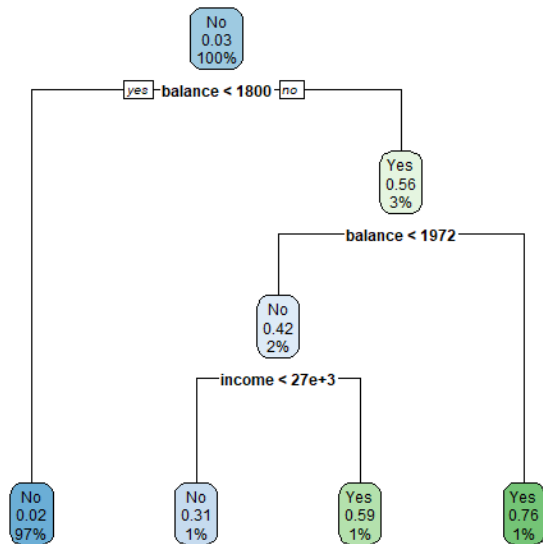 No
0.03
100%
yes balance < 1800 no
Yes
0.56
3%
balance < 1972
No
0.42
2%
income < 27e+3
No
0.02
97%
No
0.31
1%
Yes
0.59
1%
Yes
0.76
1%